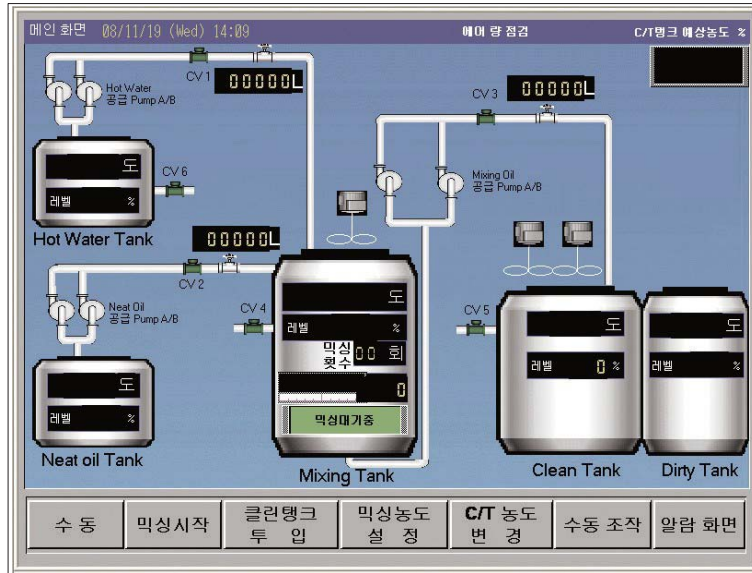 메인 화면 08/11/19 (Wed) 14:09 에어 량 점검 C/T탱크 예상농도 %
CV 1
00000L
Hot Water
공급 Pump A/B
CV 3
00000L
도
레벨 %
CV 6
Mixing Oil
공급 Pump A/B
Hot Water Tank
00000L
CV 2
Neat Oil
공급 Pump A/B
CV 4
도
레벨 %
믹싱
횟수
00 회
0
믹싱대기중
CV 5
도
레벨 0 %
도
레벨 %
도
레벨 %
Neat oil Tank
Mixing Tank
Clean Tank
Dirty Tank
수 동
믹싱시작
클린탱크
투 입
믹싱농도
설 정
C/T 농도
변 경
수동 조작
알람 화면